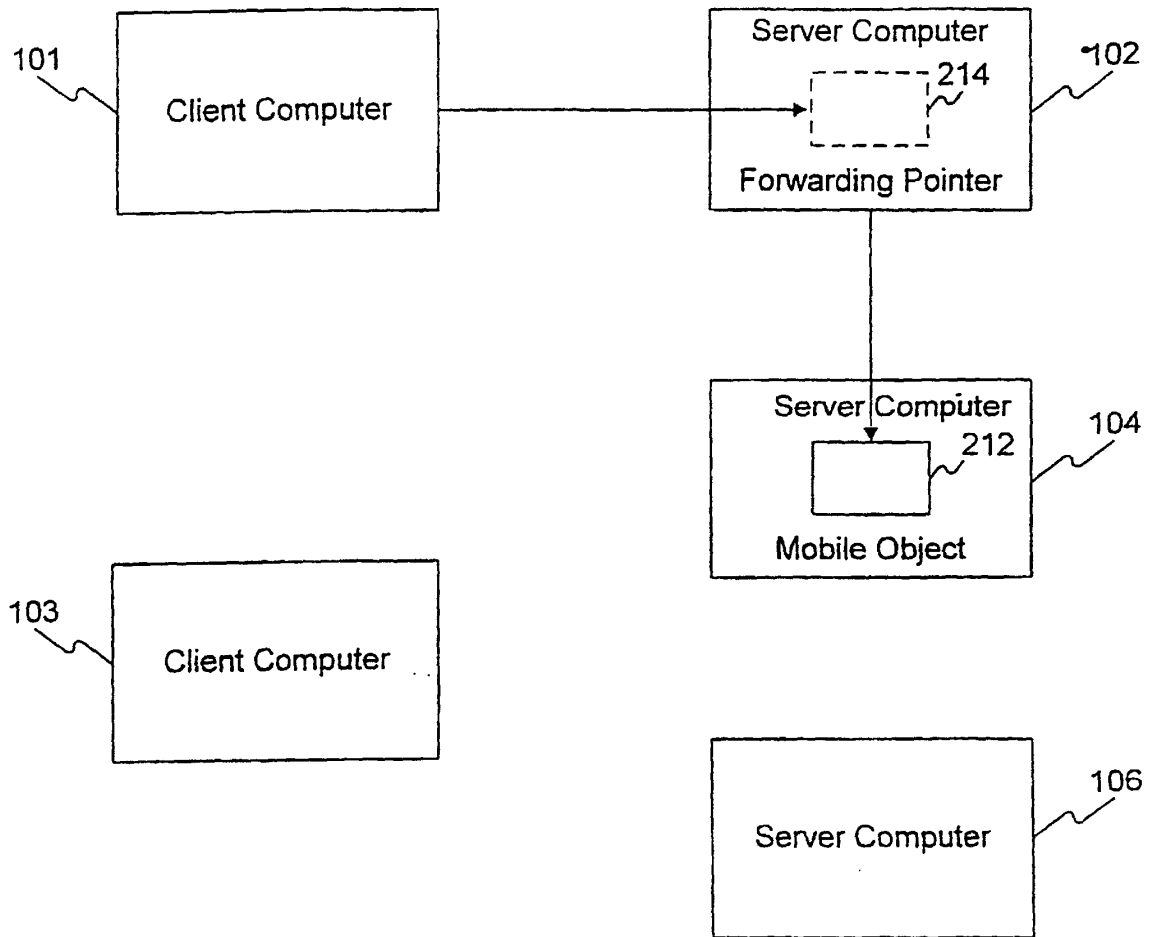 Server Computer
101
102
214
Client Computer
Forwarding Pointer
Server Computer
104
212
Mobile Object
103
Client Computer
106
Server Computer